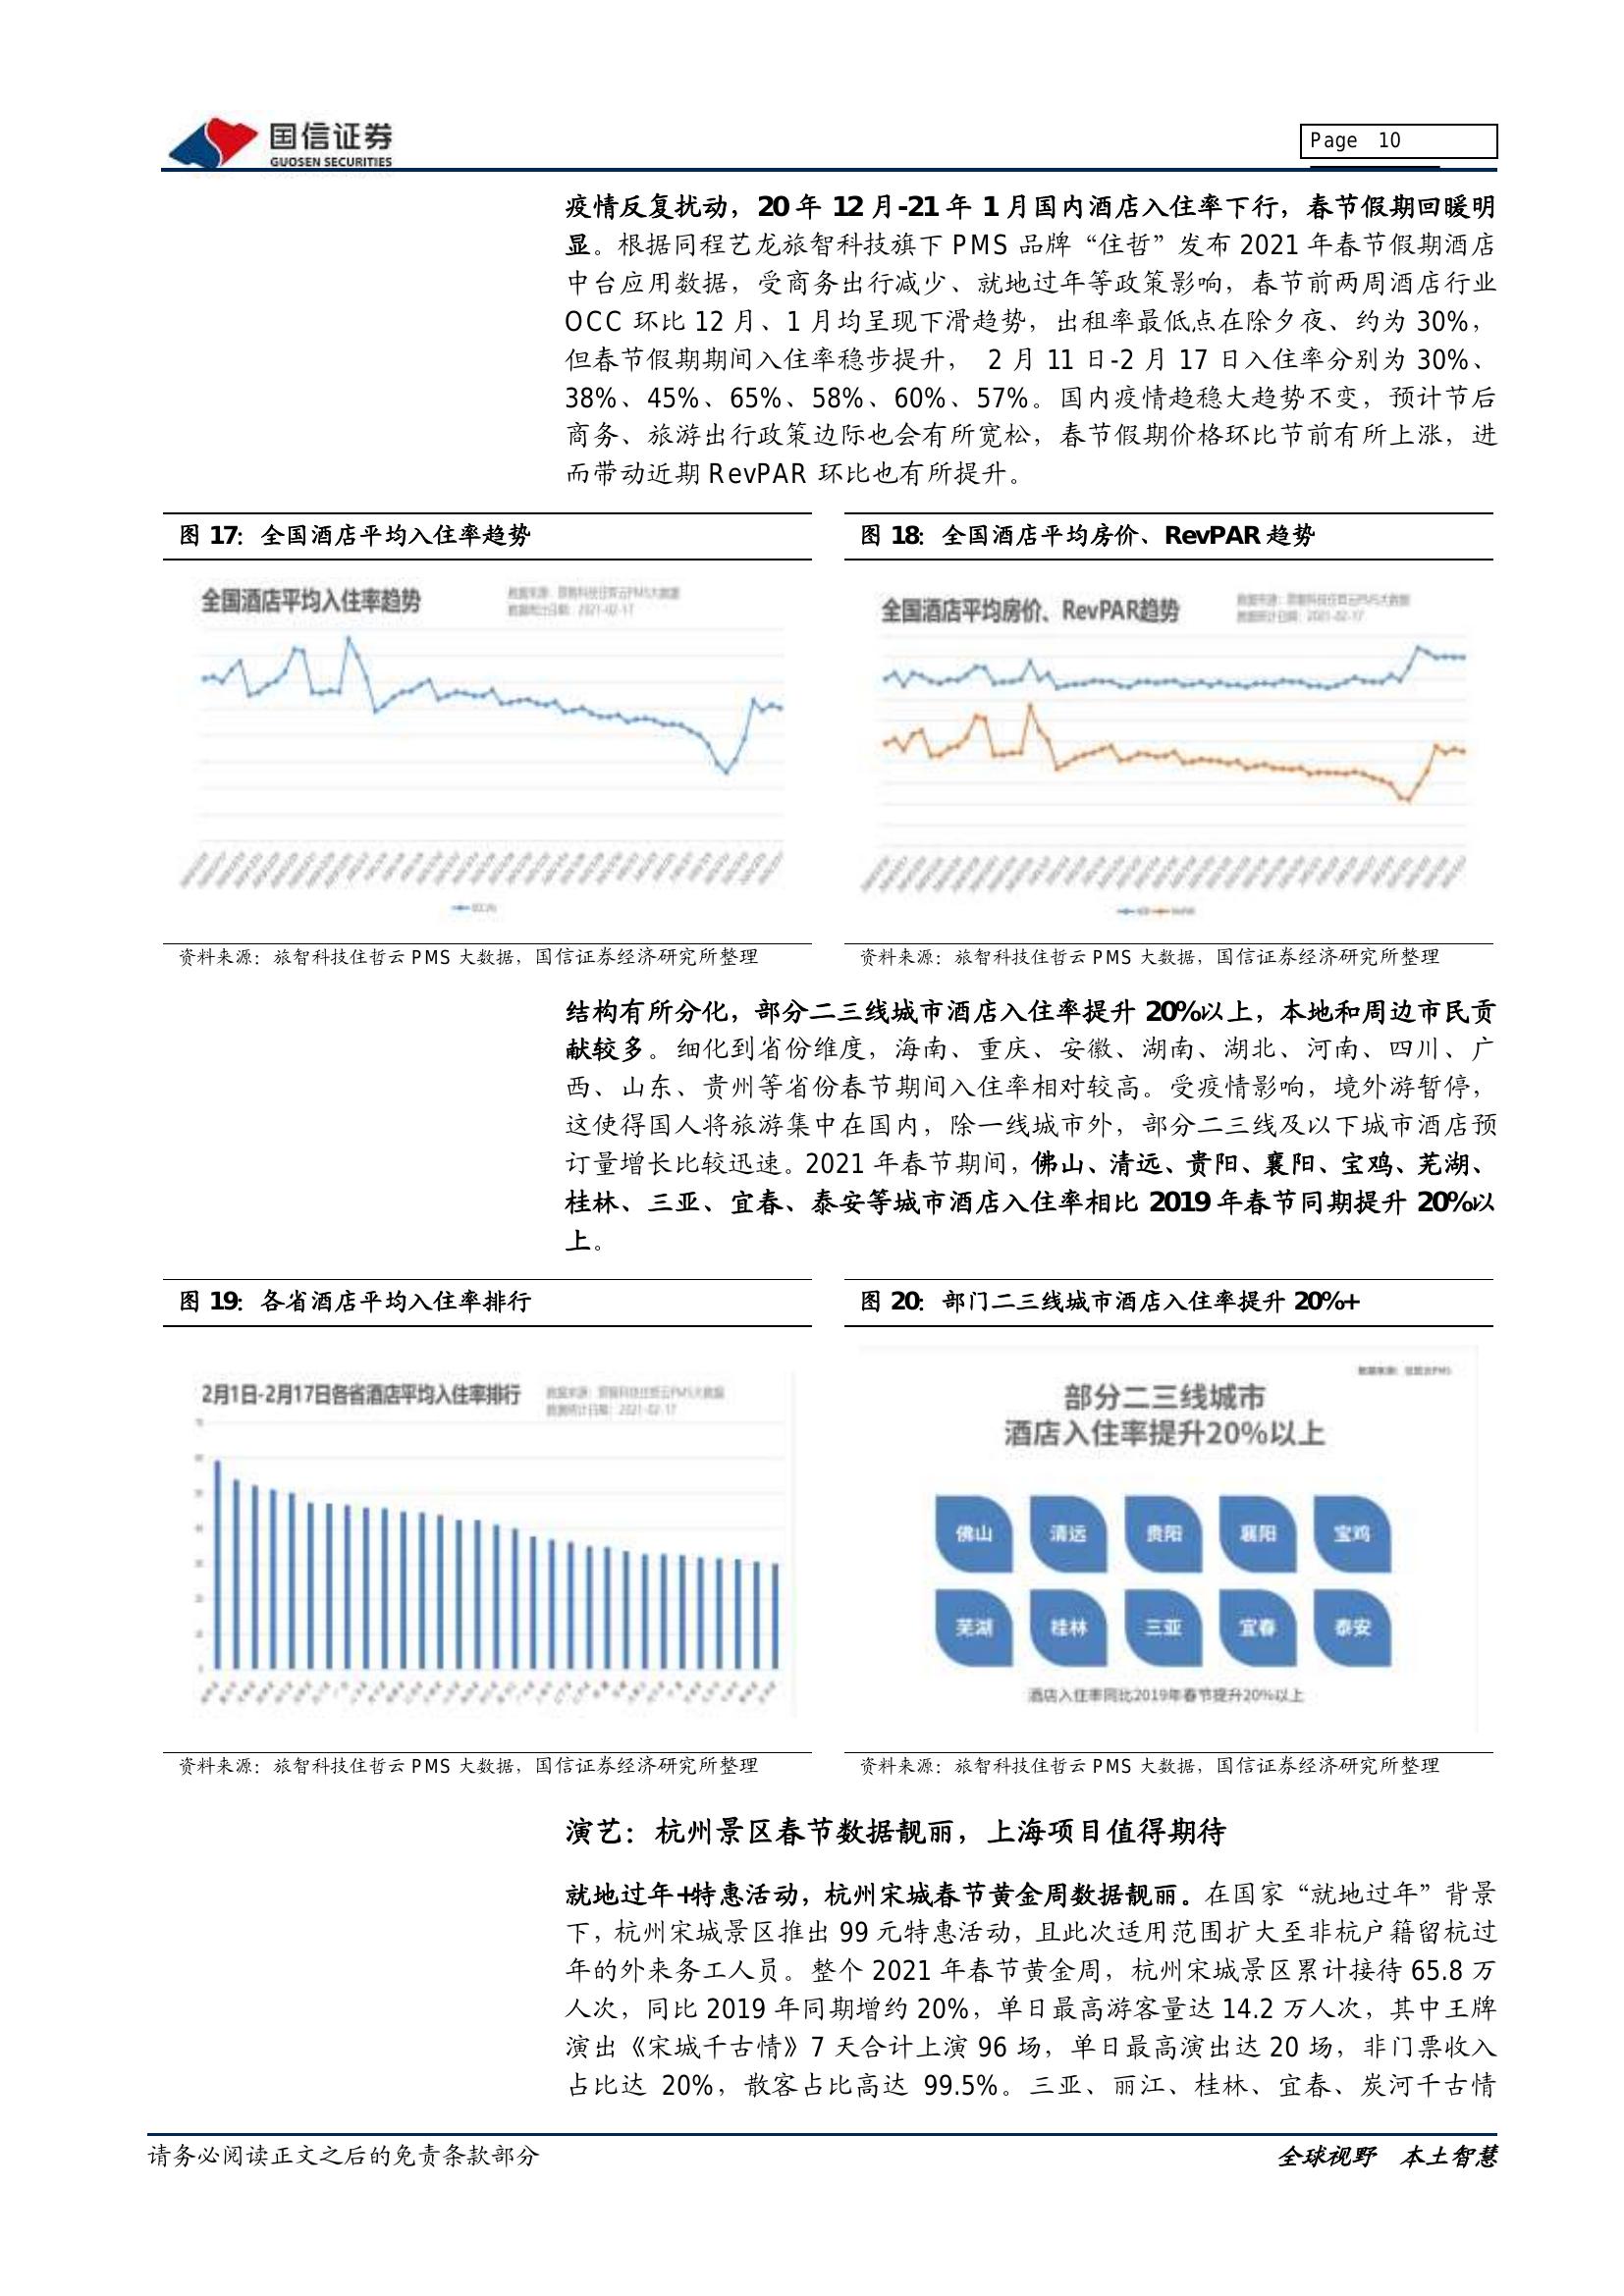 国信证券
GUOSEN SECURITIES
Page 10
疫情反复扰动，20 年 12 月-21 年 1 月国内酒店入住率下行，春节假期回暖明
显。根据同程艺龙旅智科技旗下 PMS 品牌“住哲”发布 2021 年春节假期酒店
中台应用数据，受商务出行减少、就地过年等政策影响，春节前两周酒店行业
OCC 环比 12 月、1 月均呈现下滑趋势，出租率最低点在除夕夜、约为 30%，
但春节假期期间入住率稳步提升， 2 月 11 日-2 月 17 日入住率分别为 30%、
38%、45%、65%、58%、60%、57%。国内疫情趋稳大趋势不变，预计节后
商务、旅游出行政策边际也会有所宽松，春节假期价格环比节前有所上涨，进
而带动近期 RevPAR 环比也有所提升。
图 17：全国酒店平均入住率趋势
图 18：全国酒店平均房价、RevPAR 趋势
全国酒店平均入住率趋势
全国酒店平均房价、RevPAR趋势
资料来源：旅智科技住哲云 PMS 大数据，国信证券经济研究所整理
资料来源：旅智科技住哲云 PMS 大数据，国信证券经济研究所整理
结构有所分化，部分二三线城市酒店入住率提升 20%以上，本地和周边市民贡
献较多。细化到省份维度，海南、重庆、安徽、湖南、湖北、河南、四川、广
西、山东、贵州等省份春节期间入住率相对较高。受疫情影响，境外游暂停，
这使得国人将旅游集中在国内，除一线城市外，部分二三线及以下城市酒店预
订量增长比较迅速。2021 年春节期间，佛山、清远、贵阳、襄阳、宝鸡、芜湖、
桂林、三亚、宜春、泰安等城市酒店入住率相比 2019 年春节同期提升 20%以
上。
图 19：各省酒店平均入住率排行
图 20：部门二三线城市酒店入住率提升 20%+
2月1日-2月17日各省酒店平均入住率排行
部分二三线城市
酒店入住率提升20%以上
佛山 清远 贵阳 襄阳 宝鸡
芜湖 桂林 三亚 宜春 泰安
酒店入住率同比2019年春节提升20%以上
资料来源：旅智科技住哲云 PMS 大数据，国信证券经济研究所整理
资料来源：旅智科技住哲云 PMS 大数据，国信证券经济研究所整理
演艺：杭州景区春节数据靓丽，上海项目值得期待
就地过年+特惠活动，杭州宋城春节黄金周数据靓丽。在国家“就地过年”背景
下，杭州宋城景区推出 99 元特惠活动，且此次适用范围扩大至非杭户籍留杭过
年的外来务工人员。整个 2021 年春节黄金周，杭州宋城景区累计接待 65.8 万
人次，同比 2019 年同期增约 20%，单日最高游客量达 14.2 万人次，其中王牌
演出《宋城千古情》7 天合计上演 96 场，单日最高演出达 20 场，非门票收入
占比达 20%，散客占比高达 99.5%。三亚、丽江、桂林、宜春、炭河千古情
请务必阅读正文之后的免责条款部分
全球视野 本土智慧